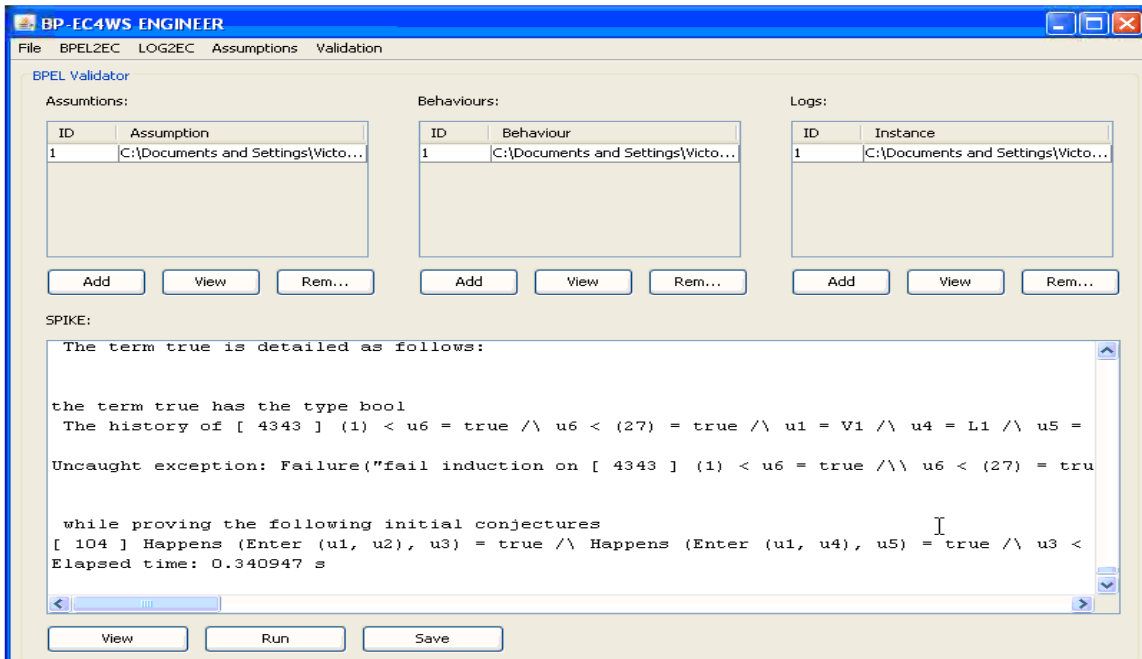 BP-EC4WS ENGINEER
File BPEL2EC LOG2EC Assumptions Validation
BPEL Validator
Assumtions: Behaviours: Logs:
ID Assumption ID Behaviour ID Instance
1 C:\Documents and Settings\Victo... 1 C:\Documents and Settings\Victo... 1 C:\Documents and Settings\Victo...
Add View Rem... Add View Rem... Add View Rem...
SPIKE:
The term true is detailed as follows:
the term true has the type bool
The history of [ 4343 ] (1) < u6 = true /\ u6 < (27) = true /\ u1 = V1 /\ u4 = L1 /\ u5 =
Uncaught exception: Failure("fail induction on [ 4343 ] (1) < u6 = true /\\ u6 < (27) = tru
while proving the following initial conjectures
[ 104 ] Happens (Enter (u1, u2), u3) = true /\ Happens (Enter (u1, u4), u5) = true /\ u3 <
Elapsed time: 0.340947 s
View Run Save